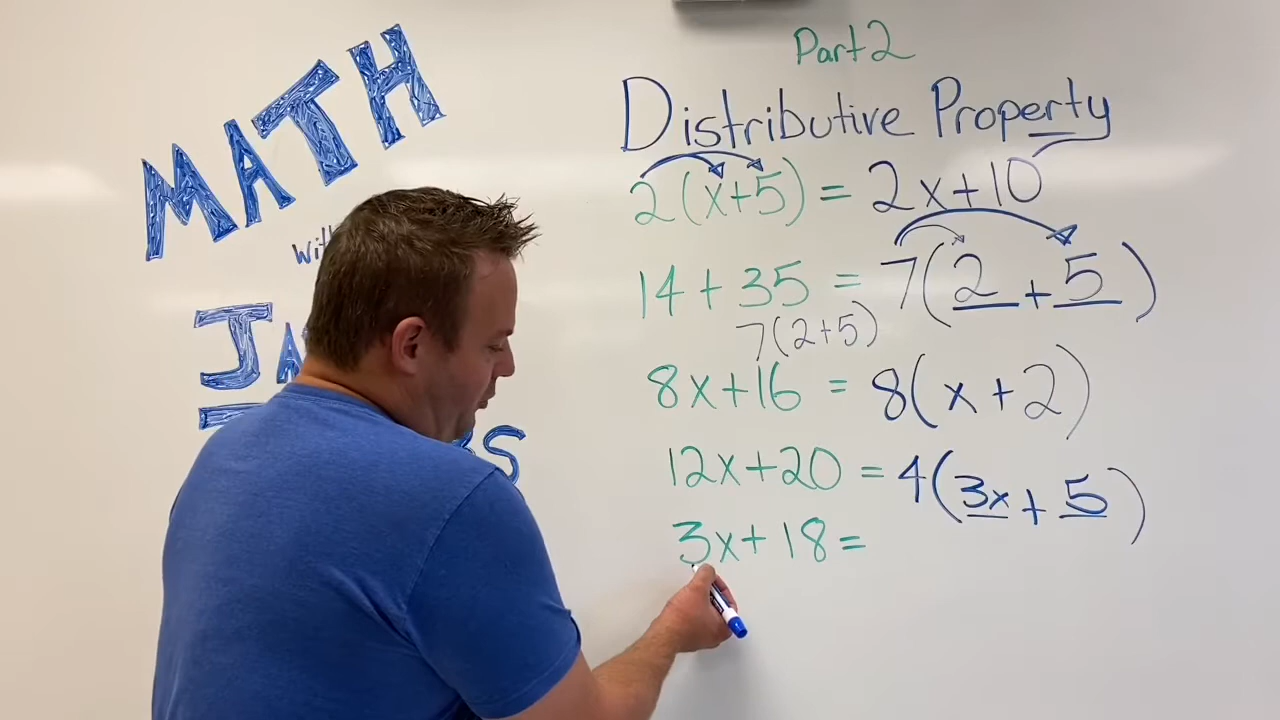 Part 2
Distributive Property
2(x+5) = 2x+10
14 + 35 = 7(2 + 5)
7(2+5)
8x+16 = 8(x+2)
12x+20 = 4(3x + 5)
3x+18=
MATH